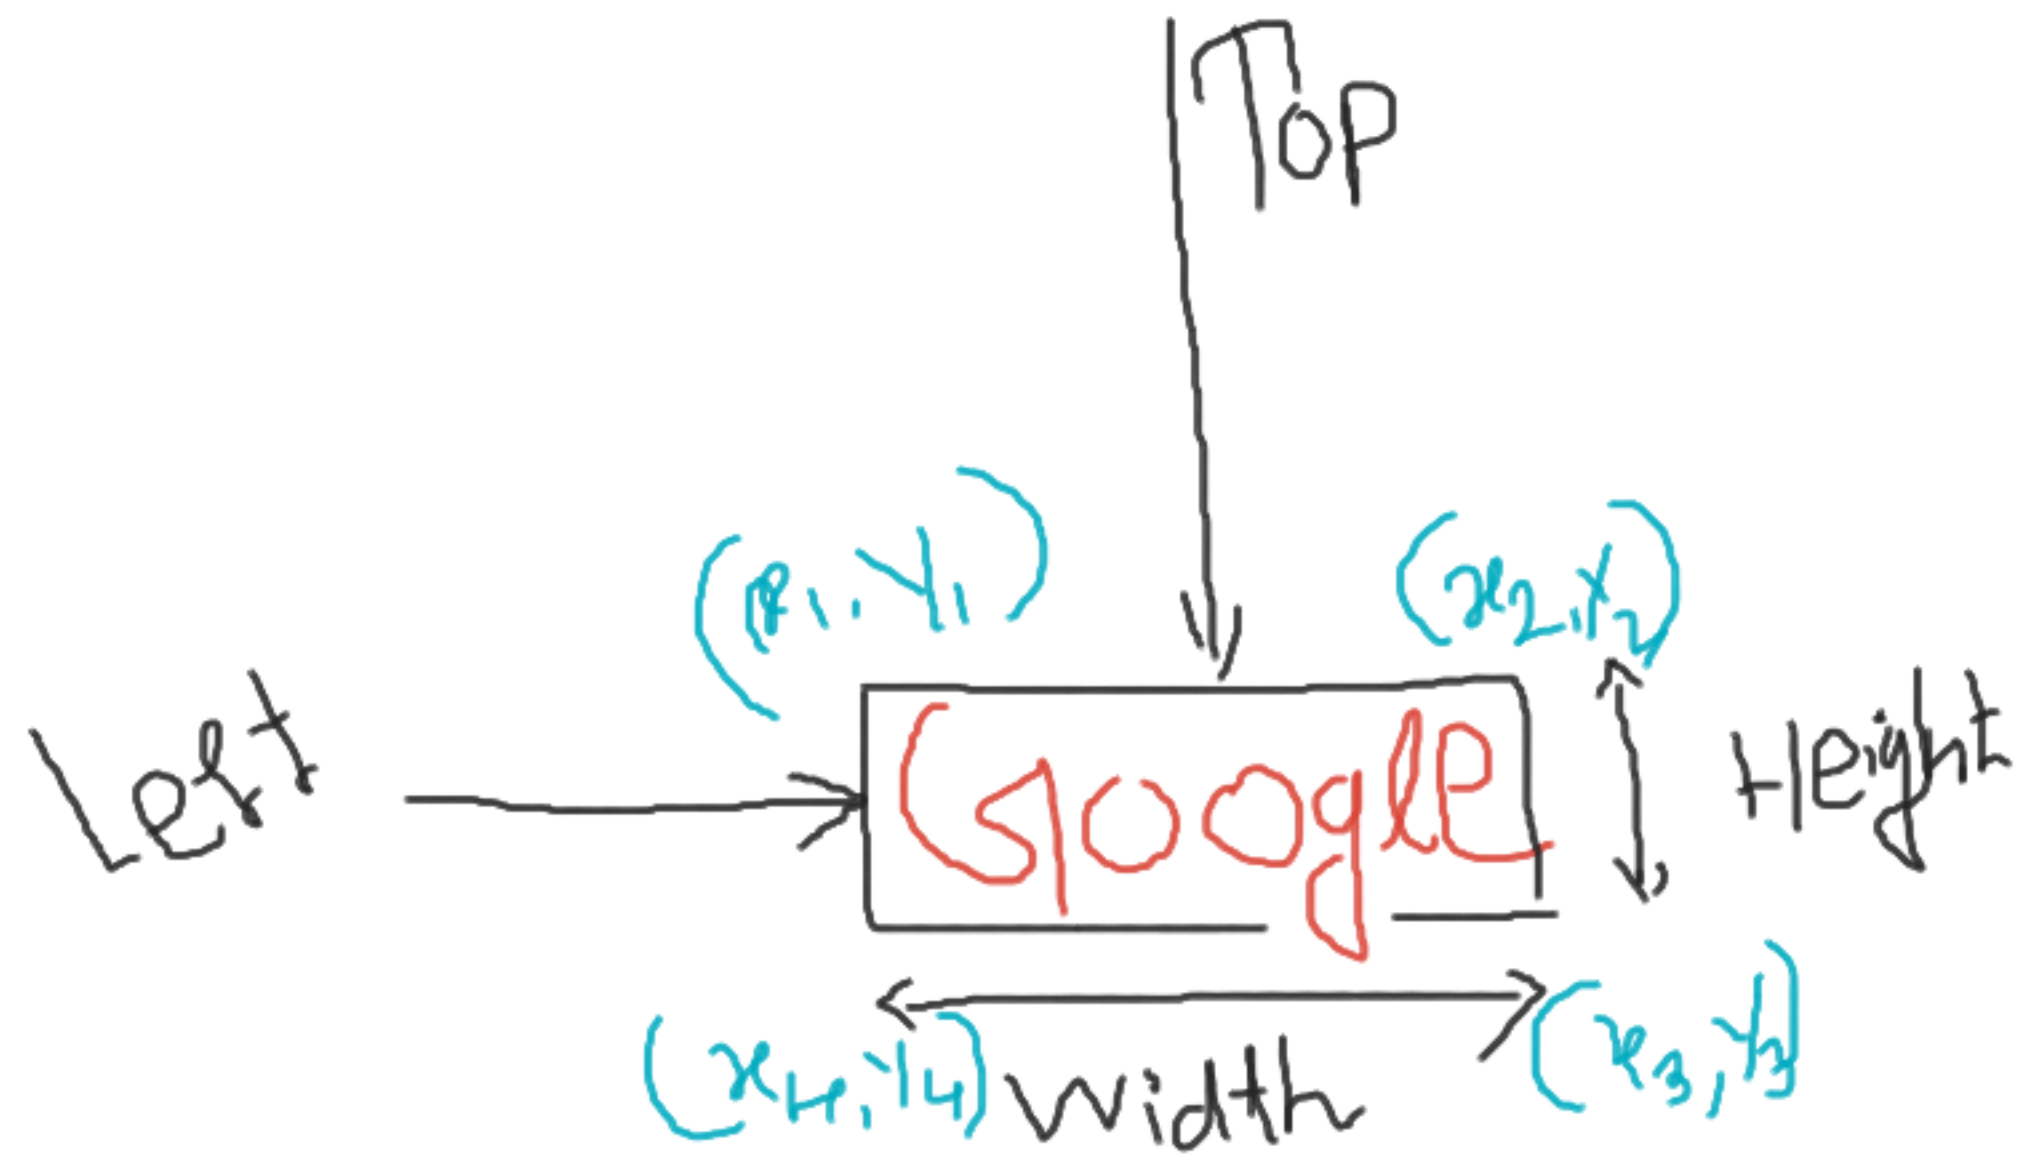 Top
(x1, y1)
(x2, y2)
Left
Google
Height
(x4, y4)
width
(x3, y3)